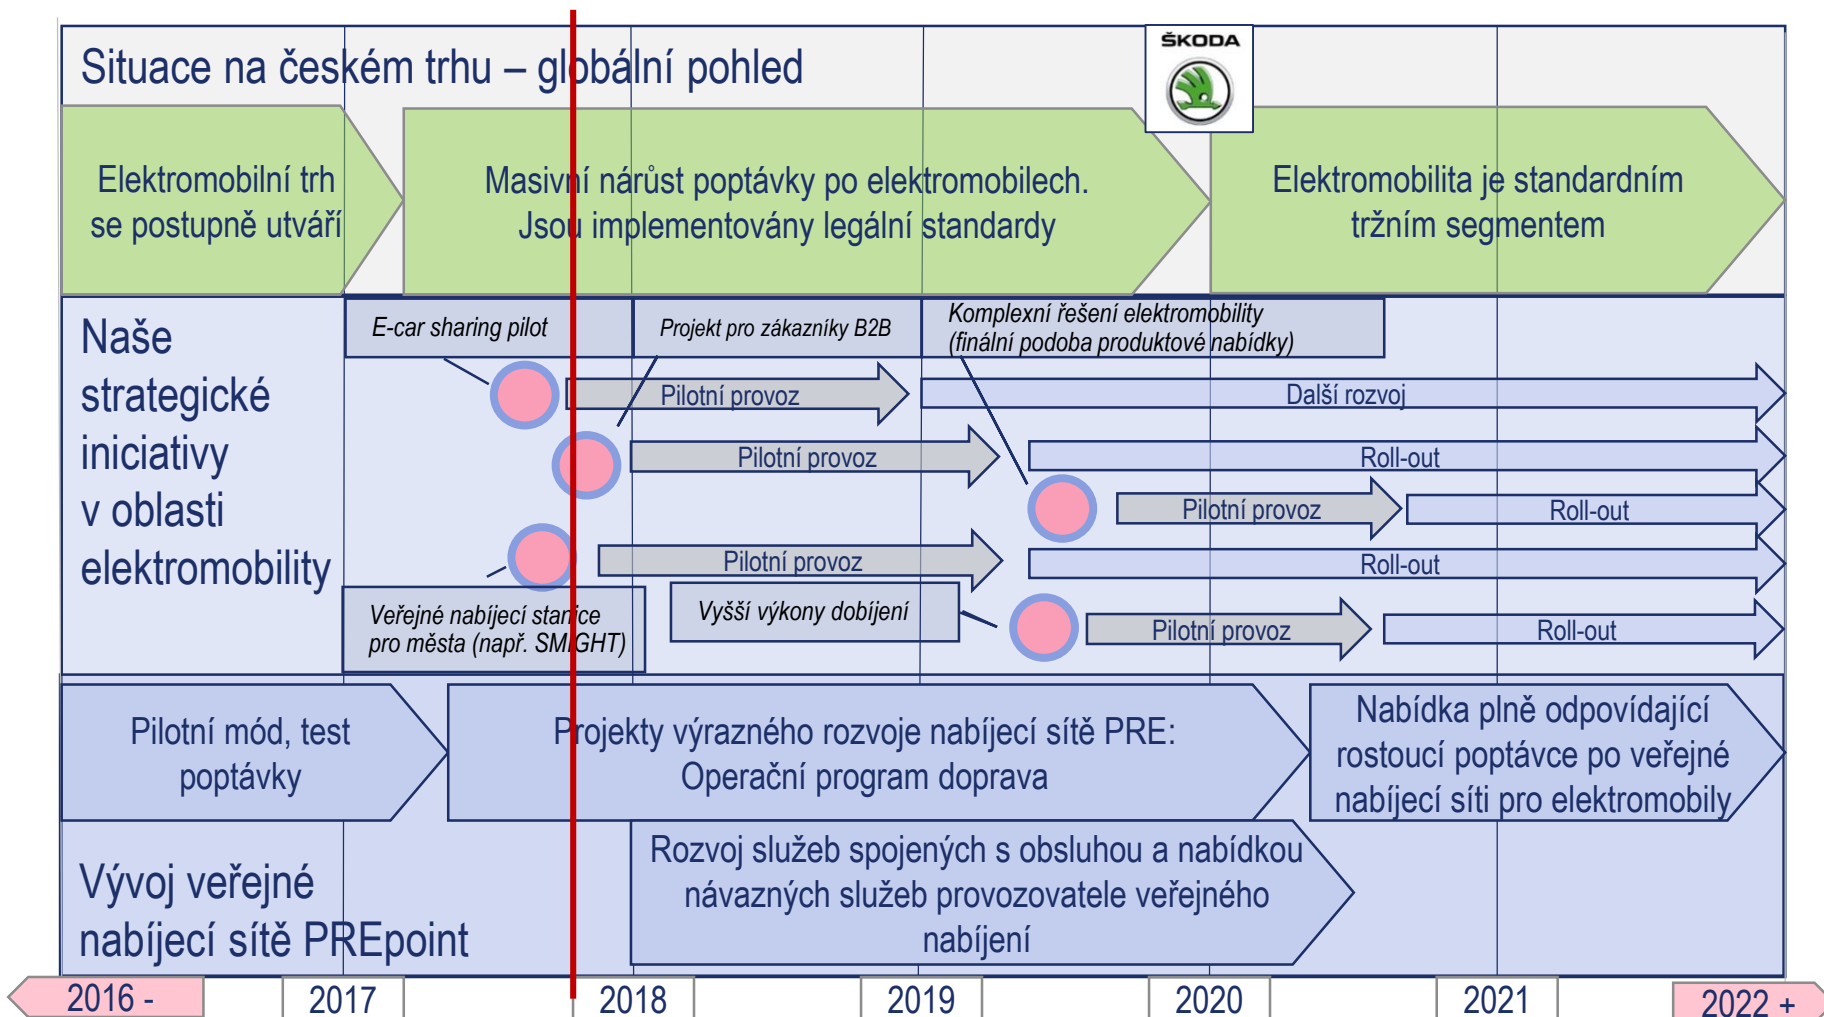 Situace na českém trhu – globální pohled
ŠKODA
Elektromobilní trh
se postupně utváří
Masivní nárůst poptávky po elektromobilech.
Jsou implementovány legální standardy
Elektromobilita je standardním
tržním segmentem
Naše
strategické
iniciativy
v oblasti
elektromobility
E-car sharing pilot
Projekt pro zákazníky B2B
Komplexní řešení elektromobility
(finální podoba produktové nabídky)
Pilotní provoz
Další rozvoj
Pilotní provoz
Roll-out
Pilotní provoz
Roll-out
Pilotní provoz
Roll-out
Veřejné nabíjecí stanice
pro města (např. SMIGHT)
Vyšší výkony dobíjení
Pilotní provoz
Roll-out
Pilotní mód, test
poptávky
Projekty výrazného rozvoje nabíjecí sítě PRE:
Operační program doprava
Nabídka plně odpovídající
rostoucí poptávce po veřejné
nabíjecí síti pro elektromobily
Rozvoj služeb spojených s obsluhou a nabídkou
návazných služeb provozovatele veřejného
nabíjení
Vývoj veřejné
nabíjecí sítě PREpoint
2016 -
2017
2018
2019
2020
2021
2022 +